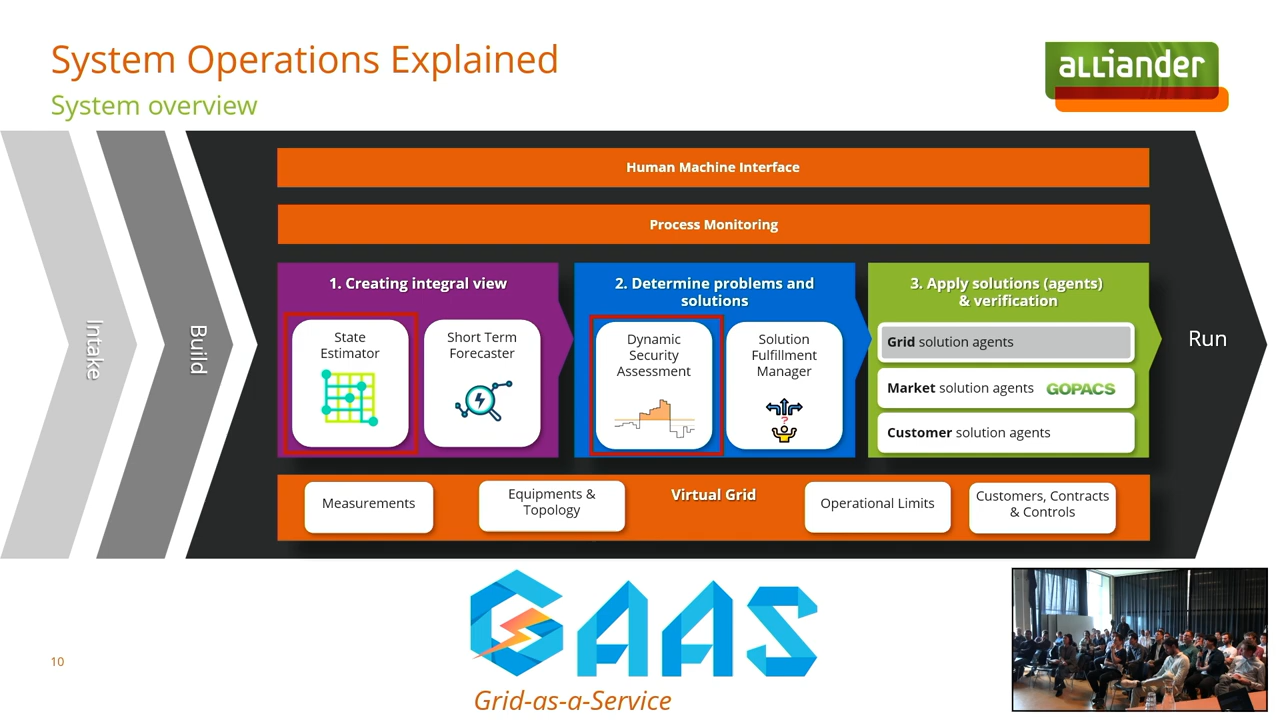 System Operations Explained
System overview
alliander
Intake
Build
Run
Human Machine Interface
Process Monitoring
1. Creating integral view
State
Estimator
Short Term
Forecaster
2. Determine problems and
solutions
Dynamic
Security
Assessment
Solution
Fulfillment
Manager
?
3. Apply solutions (agents)
& verification
Grid solution agents
Market solution agents GOPACS
Customer solution agents
Virtual Grid
Measurements
Equipments &
Topology
Operational Limits
Customers, Contracts
& Controls
GAAS
Grid-as-a-Service
10